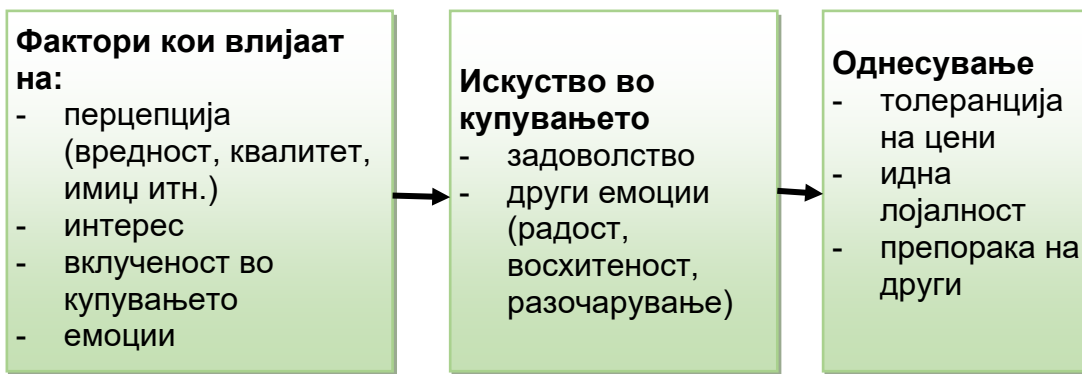 Фактори кои влијаат
на:
- перцепција
(вредност, квалитет,
имиџ итн.)
- интерес
- вклученост во
купувањето
- емоции
Искуство во
купувањето
- задоволство
- други емоции
(радост,
восхитеност,
разочарување)
Однесување
- толеранција
на цени
- идна
лојалност
- препорака на
други